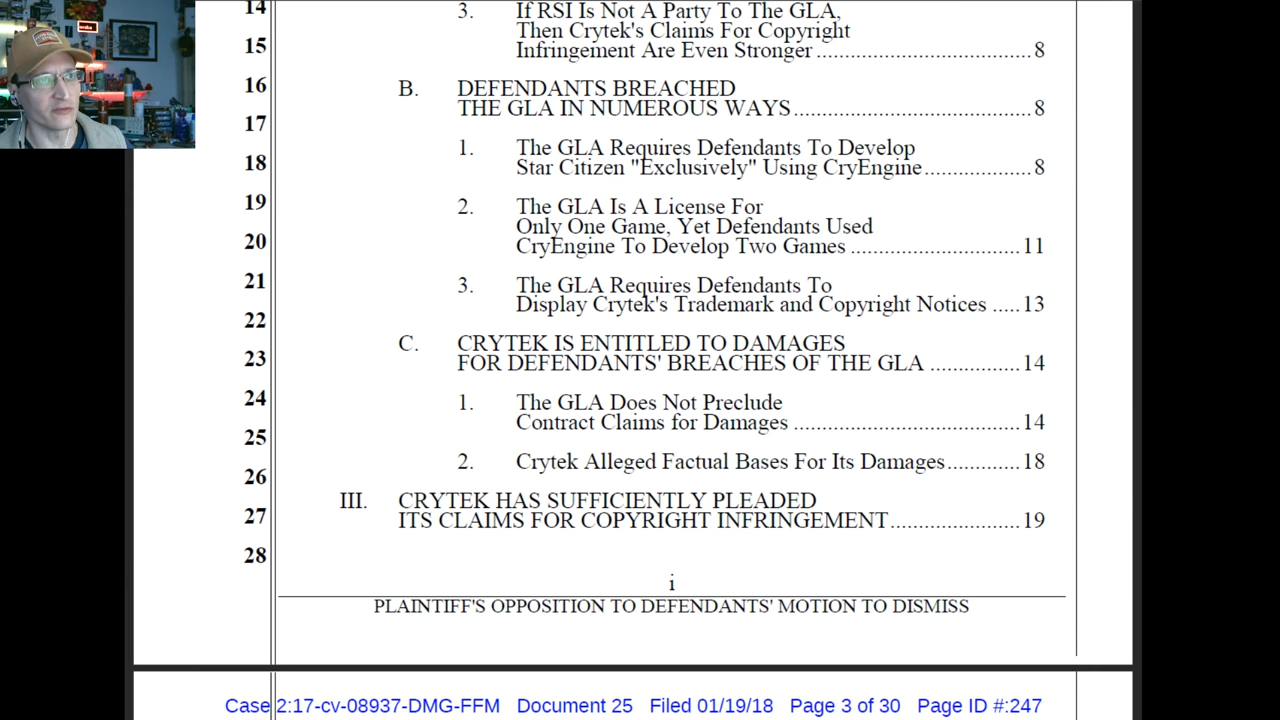 14
3. If RSI Is Not A Party To The GLA,
Then Crytek's Claims For Copyright
15
Infringement Are Even Stronger ....................................8
16
B. DEFENDANTS BREACHED
THE GLA IN NUMEROUS WAYS........................................8
17
1. The GLA Requires Defendants To Develop
18
Star Citizen "Exclusively" Using CryEngine..................8
19
2. The GLA Is A License For
Only One Game, Yet Defendants Used
20
CryEngine To Develop Two Games .............................11
21
3. The GLA Requires Defendants To
Display Crytek's Trademark and Copyright Notices .....13
22
C. CRYTEK IS ENTITLED TO DAMAGES
23
FOR DEFENDANTS' BREACHES OF THE GLA ...............14
24
1. The GLA Does Not Preclude
Contract Claims for Damages ......................................14
25
2. Crytek Alleged Factual Bases For Its Damages............18
26
III. CRYTEK HAS SUFFICIENTLY PLEADED
27
ITS CLAIMS FOR COPYRIGHT INFRINGEMENT......................19
28
i
PLAINTIFF'S OPPOSITION TO DEFENDANTS' MOTION TO DISMISS
Case 2:17-cv-08937-DMG-FFM Document 25 Filed 01/19/18 Page 3 of 30 Page ID #:247